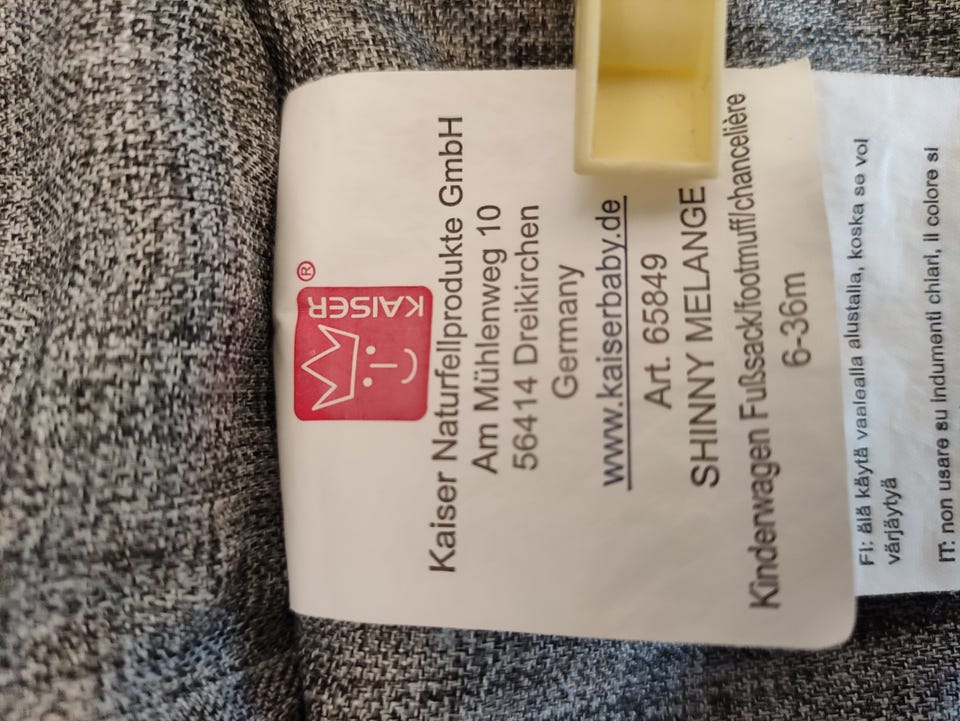 KAISER®
Kaiser Naturfellprodukte GmbH
Am Mühlenweg 10
56414 Dreikirchen
Germany
www.kaiserbaby.de
Art. 65849
SHINNY MELANGE
Kinderwagen Fußsack/footmuff/chancelière
6-36m
FI: älä käytä vaalealla alustalla, koska se voi
värjäytyä
IT: non usare su indumenti chiari, il colore si